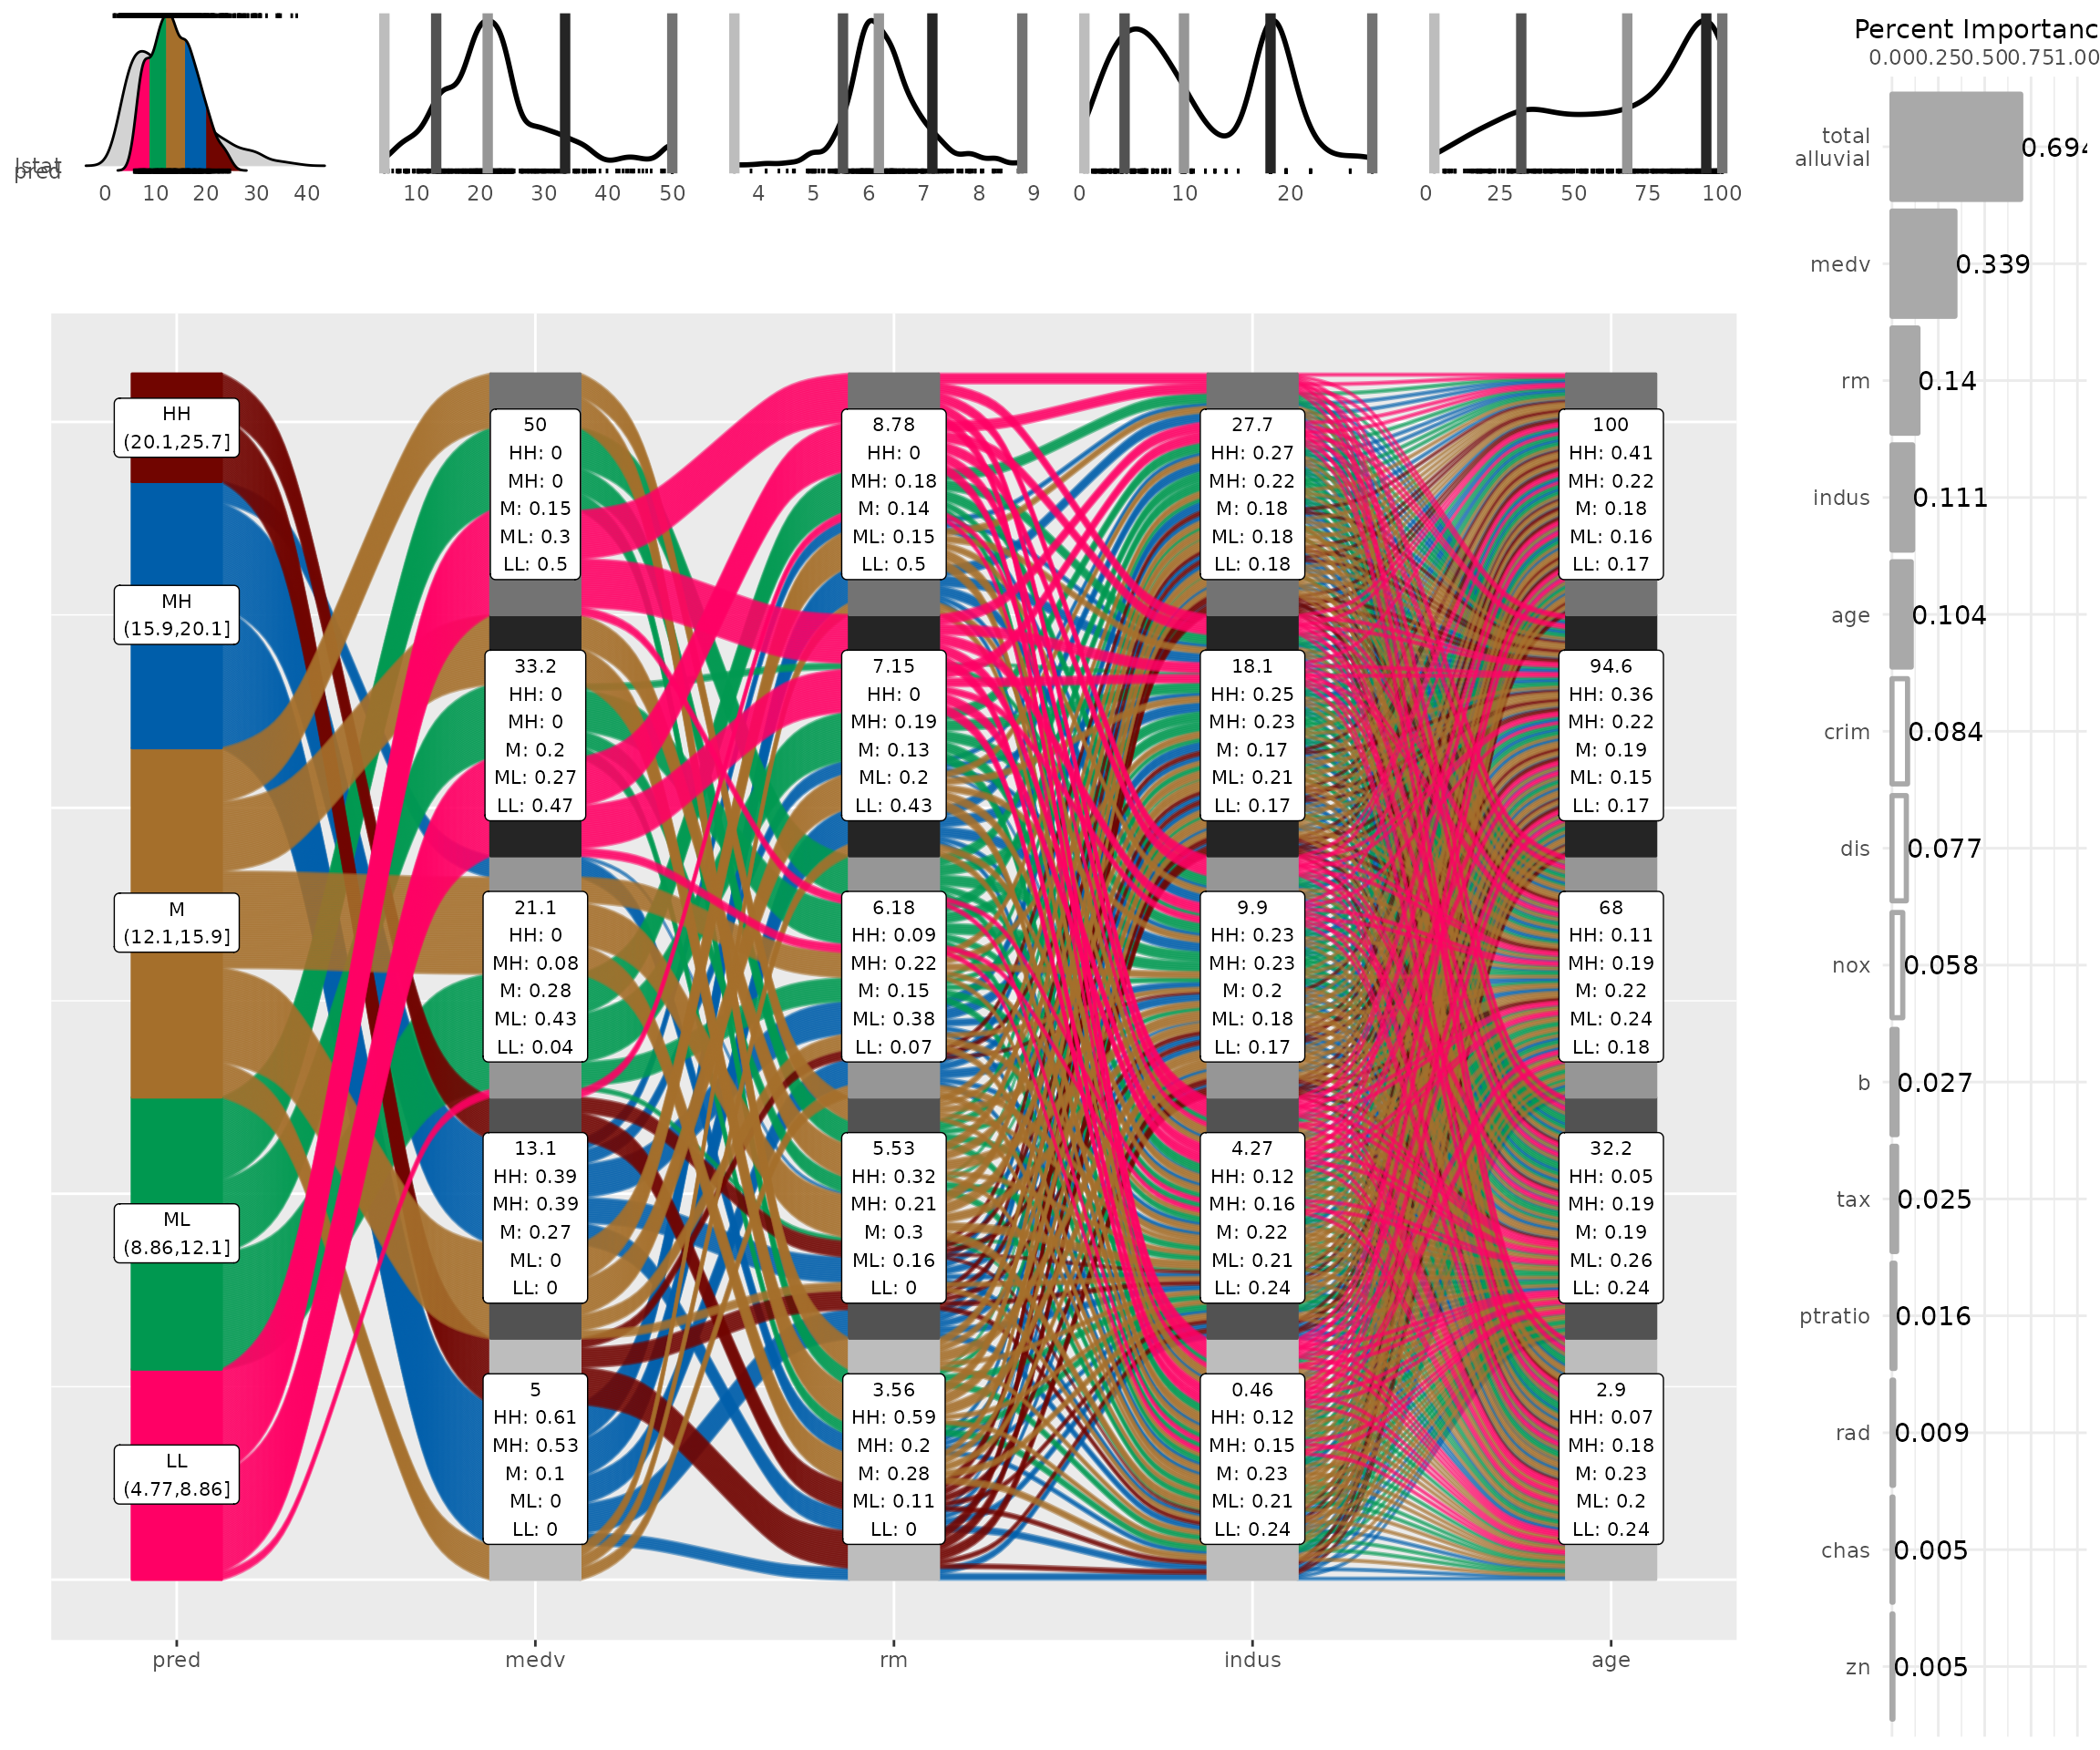 lstat
pred
0 10 20 30 40
10 20 30 40 50
4 5 6 7 8 9
0 10 20
0 25 50 75 100
Percent Importanc
0.000.250.500.751.00
total
alluvial
0.694
medv
0.339
rm
0.14
indus
0.111
age
0.104
crim
0.084
dis
0.077
nox
0.058
b
0.027
tax
0.025
ptratio
0.016
rad
0.009
chas
0.005
zn
0.005
HH
(20.1,25.7]
MH
(15.9,20.1]
M
(12.1,15.9]
ML
(8.86,12.1]
LL
(4.77,8.86]
50
HH: 0
MH: 0
M: 0.15
ML: 0.3
LL: 0.5
33.2
HH: 0
MH: 0
M: 0.2
ML: 0.27
LL: 0.47
21.1
HH: 0
MH: 0.08
M: 0.28
ML: 0.43
LL: 0.04
13.1
HH: 0.39
MH: 0.39
M: 0.27
ML: 0
LL: 0
5
HH: 0.61
MH: 0.53
M: 0.1
ML: 0
LL: 0
8.78
HH: 0
MH: 0.18
M: 0.14
ML: 0.15
LL: 0.5
7.15
HH: 0
MH: 0.19
M: 0.13
ML: 0.2
LL: 0.43
6.18
HH: 0.09
MH: 0.22
M: 0.15
ML: 0.38
LL: 0.07
5.53
HH: 0.32
MH: 0.21
M: 0.3
ML: 0.16
LL: 0
3.56
HH: 0.59
MH: 0.2
M: 0.28
ML: 0.11
LL: 0
27.7
HH: 0.27
MH: 0.22
M: 0.18
ML: 0.18
LL: 0.18
18.1
HH: 0.25
MH: 0.23
M: 0.17
ML: 0.21
LL: 0.17
9.9
HH: 0.23
MH: 0.23
M: 0.2
ML: 0.18
LL: 0.17
4.27
HH: 0.12
MH: 0.16
M: 0.22
ML: 0.21
LL: 0.24
0.46
HH: 0.12
MH: 0.15
M: 0.23
ML: 0.21
LL: 0.24
100
HH: 0.41
MH: 0.22
M: 0.18
ML: 0.16
LL: 0.17
94.6
HH: 0.36
MH: 0.22
M: 0.19
ML: 0.15
LL: 0.17
68
HH: 0.11
MH: 0.19
M: 0.22
ML: 0.24
LL: 0.18
32.2
HH: 0.05
MH: 0.19
M: 0.19
ML: 0.26
LL: 0.24
2.9
HH: 0.07
MH: 0.18
M: 0.23
ML: 0.2
LL: 0.24
pred medv rm indus age